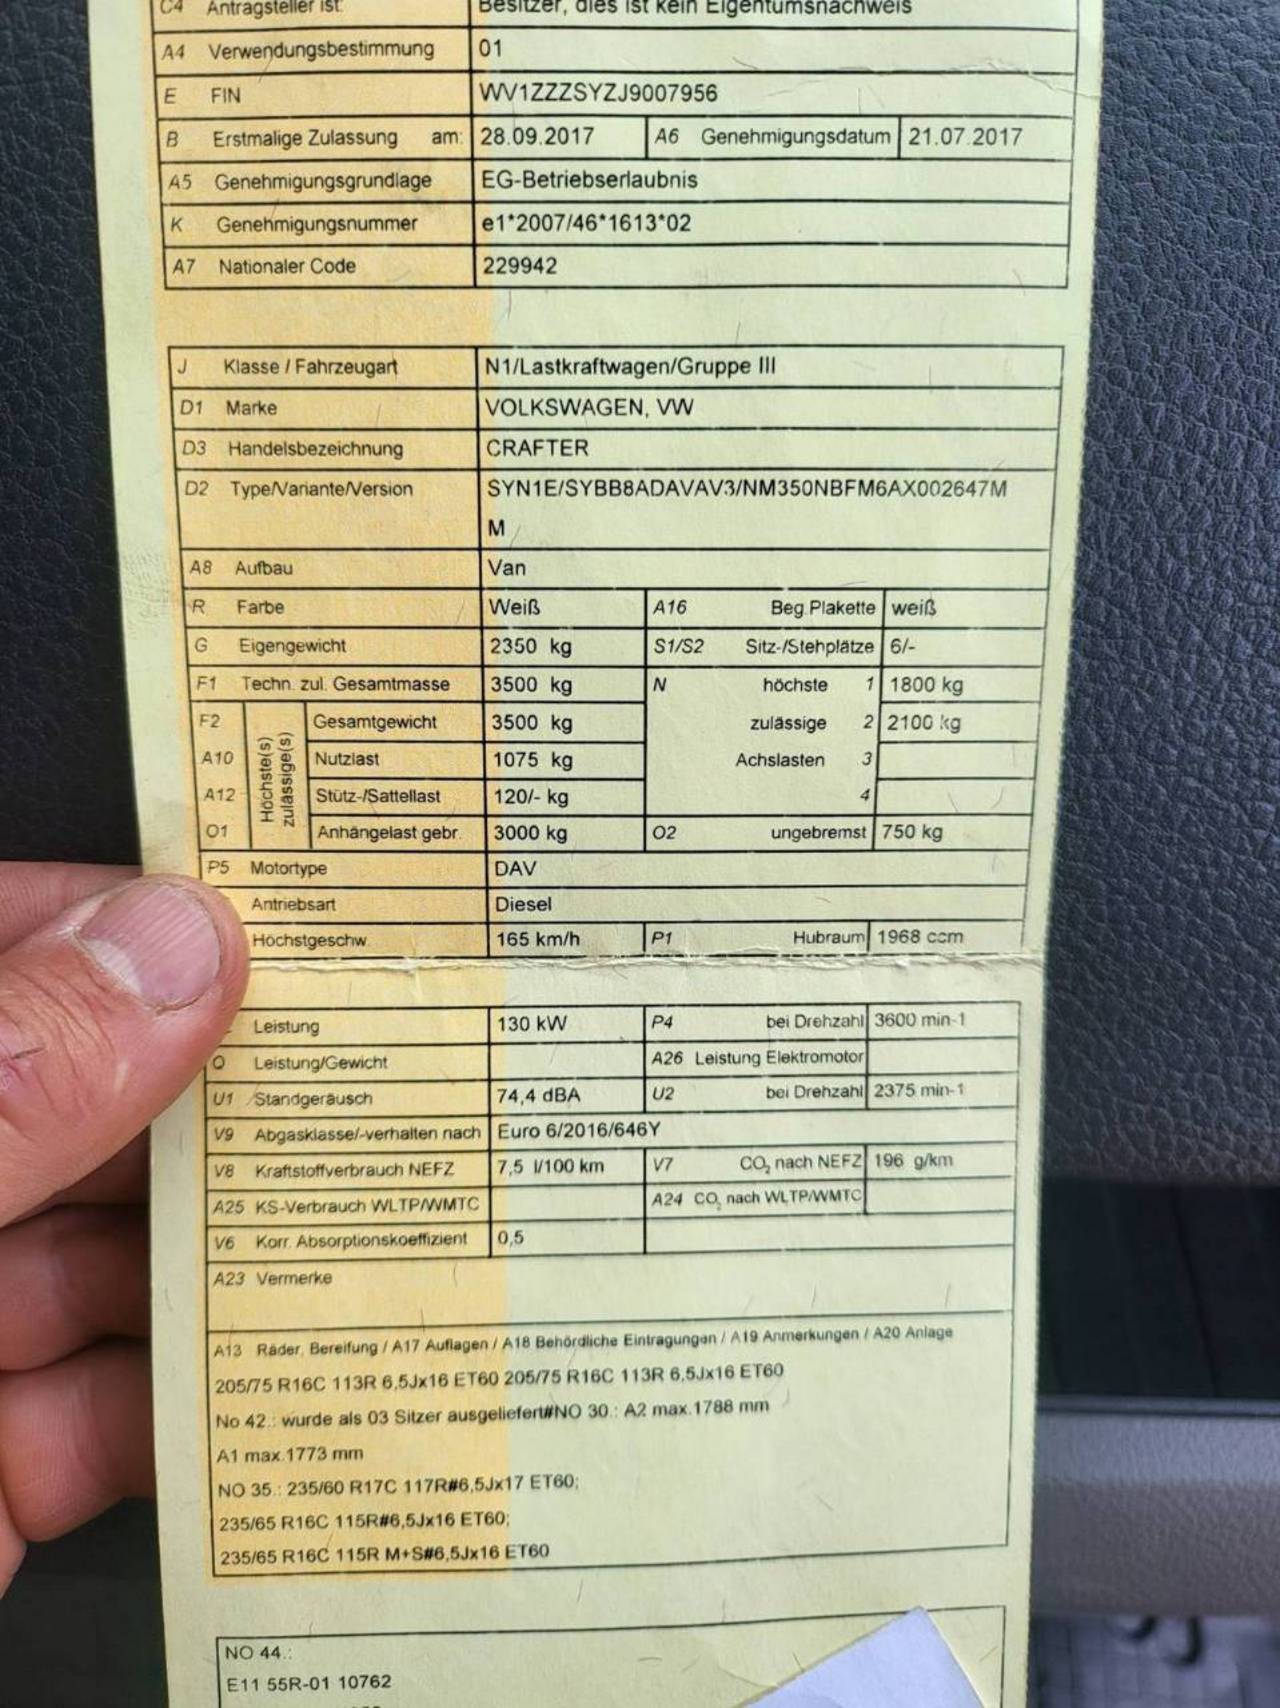 C4 Antragsteller ist: Besitzer, dies ist kein Eigentumsnachweis
A4 Verwendungsbestimmung 01
E FIN WV1ZZZSYZJ9007956
B Erstmalige Zulassung am: 28.09.2017 A6 Genehmigungsdatum 21.07.2017
A5 Genehmigungsgrundlage EG-Betriebserlaubnis
K Genehmigungsnummer e1*2007/46*1613*02
A7 Nationaler Code 229942
J Klasse / Fahrzeugart N1/Lastkraftwagen/Gruppe III
D1 Marke VOLKSWAGEN, VW
D3 Handelsbezeichnung CRAFTER
D2 Type/Variante/Version SYN1E/SYBB8ADAVAV3/NM350NBFM6AX002647M
M
A8 Aufbau Van
R Farbe Weiß A16 Beg.Plakette weiß
G Eigengewicht 2350 kg S1/S2 Sitz-/Stehplätze 6/-
F1 Techn. zul. Gesamtmasse 3500 kg N höchste 1 1800 kg
F2 Höchste(s) zulässige(s) Gesamtgewicht 3500 kg zulässige 2 2100 kg
A10 Nutzlast 1075 kg Achslasten 3
A12 Stütz-/Sattellast 120/- kg 4
O1 Anhängelast gebr. 3000 kg O2 ungebremst 750 kg
P5 Motortype DAV
Antriebsart Diesel
Höchstgeschw. 165 km/h P1 Hubraum 1968 ccm
Leistung 130 kW P4 bei Drehzahl 3600 min-1
Q Leistung/Gewicht A26 Leistung Elektromotor
U1 Standgeräusch 74,4 dBA U2 bei Drehzahl 2375 min-1
V9 Abgasklasse/-verhalten nach Euro 6/2016/646Y
V8 Kraftstoffverbrauch NEFZ 7,5 l/100 km V7 CO2 nach NEFZ 196 g/km
A25 KS-Verbrauch WLTP/WMTC A24 CO2 nach WLTP/WMTC
V6 Korr. Absorptionskoeffizient 0,5
A23 Vermerke
A13 Räder, Bereifung / A17 Auflagen / A18 Behördliche Eintragungen / A19 Anmerkungen / A20 Anlage
205/75 R16C 113R 6,5Jx16 ET60 205/75 R16C 113R 6,5Jx16 ET60
No 42.: wurde als 03 Sitzer ausgeliefert#NO 30.: A2 max.1788 mm
A1 max.1773 mm
NO 35.: 235/60 R17C 117R#6,5Jx17 ET60;
235/65 R16C 115R#6,5Jx16 ET60;
235/65 R16C 115R M+S#6,5Jx16 ET60
NO 44.:
E11 55R-01 10762